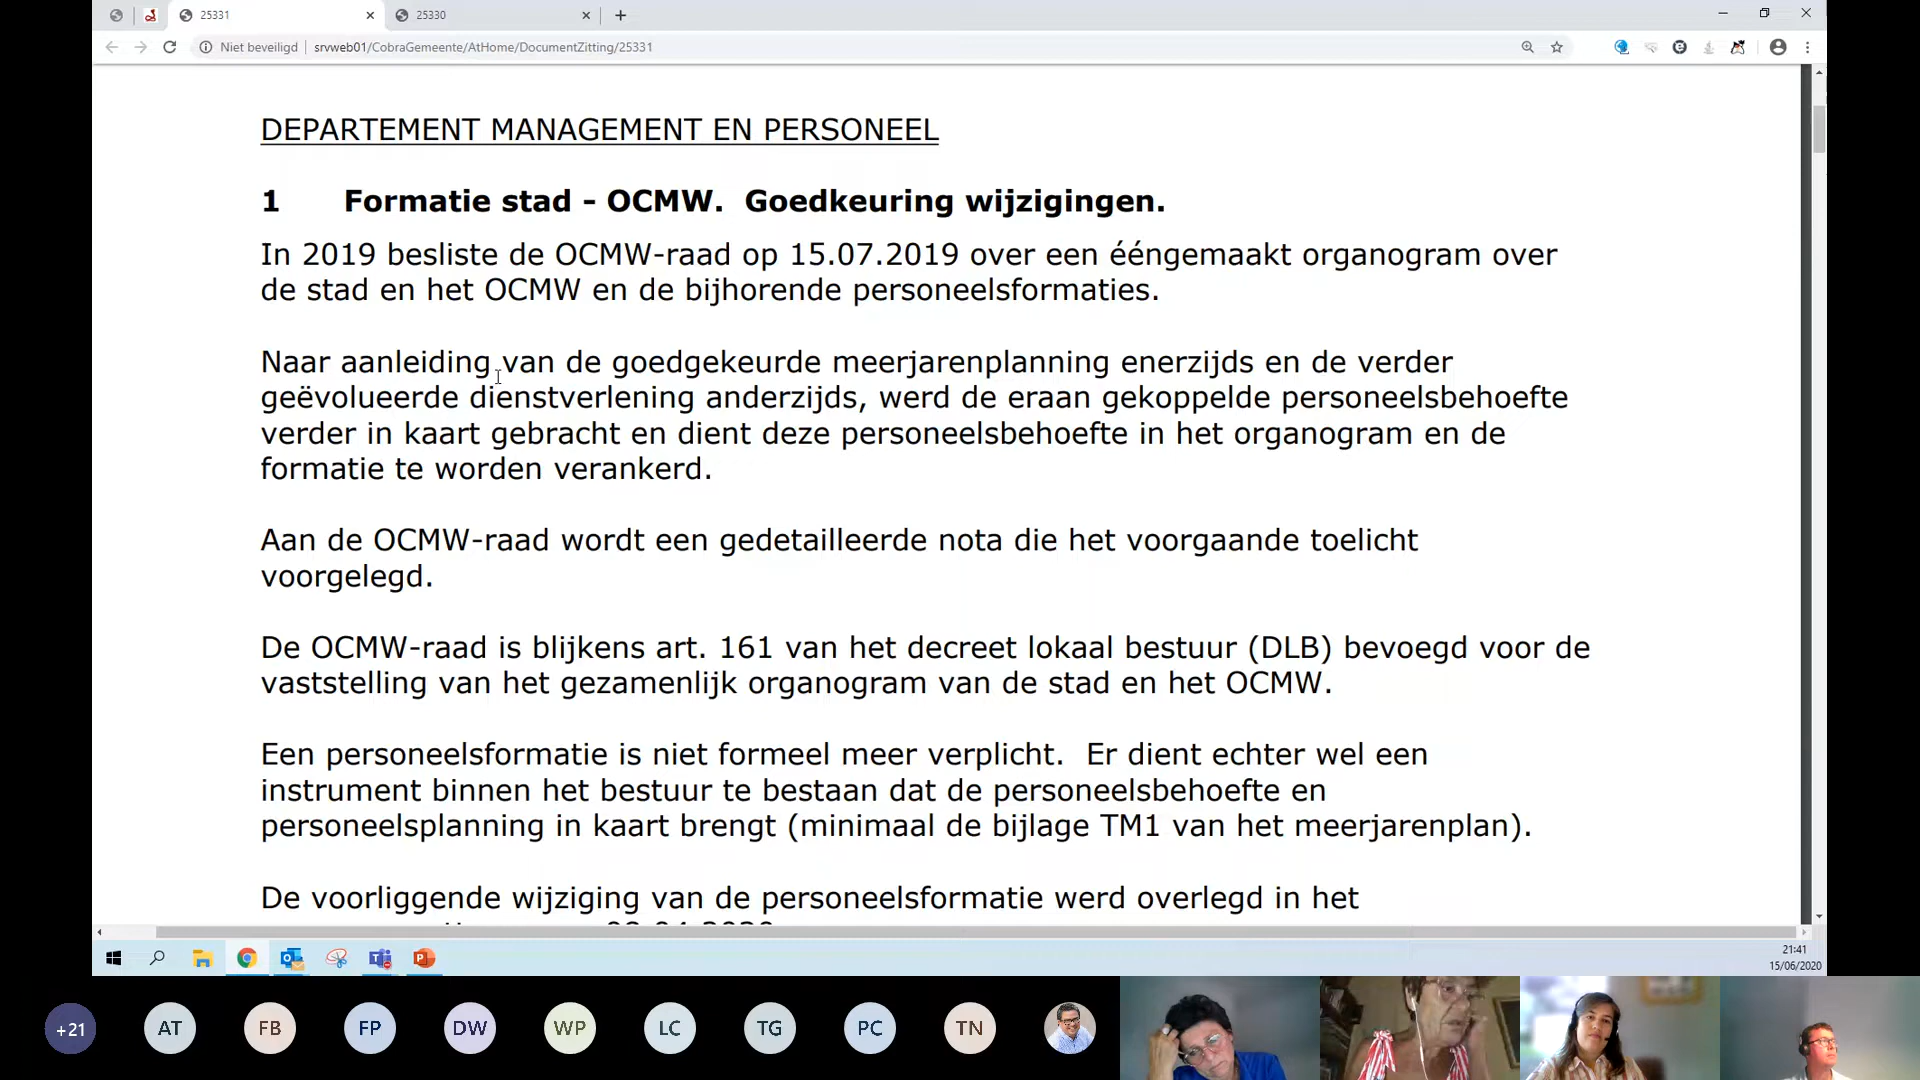 25331
25330
Niet beveiligd
srvweb01/CobraGemeente/AtHome/DocumentZitting/25331
DEPARTEMENT MANAGEMENT EN PERSONEEL
1 Formatie stad - OCMW. Goedkeuring wijzigingen.
In 2019 besliste de OCMW-raad op 15.07.2019 over een ééngemaakt organogram over
de stad en het OCMW en de bijhorende personeelsformaties.
Naar aanleiding van de goedgekeurde meerjarenplanning enerzijds en de verder
geëvolueerde dienstverlening anderzijds, werd de eraan gekoppelde personeelsbehoefte
verder in kaart gebracht en dient deze personeelsbehoefte in het organogram en de
formatie te worden verankerd.
Aan de OCMW-raad wordt een gedetailleerde nota die het voorgaande toelicht
voorgelegd.
De OCMW-raad is blijkens art. 161 van het decreet lokaal bestuur (DLB) bevoegd voor de
vaststelling van het gezamenlijk organogram van de stad en het OCMW.
Een personeelsformatie is niet formeel meer verplicht. Er dient echter wel een
instrument binnen het bestuur te bestaan dat de personeelsbehoefte en
personeelsplanning in kaart brengt (minimaal de bijlage TM1 van het meerjarenplan).
De voorliggende wijziging van de personeelsformatie werd overlegd in het
21:41
15/06/2020
+21
AT
FB
FP
DW
WP
LC
TG
PC
TN